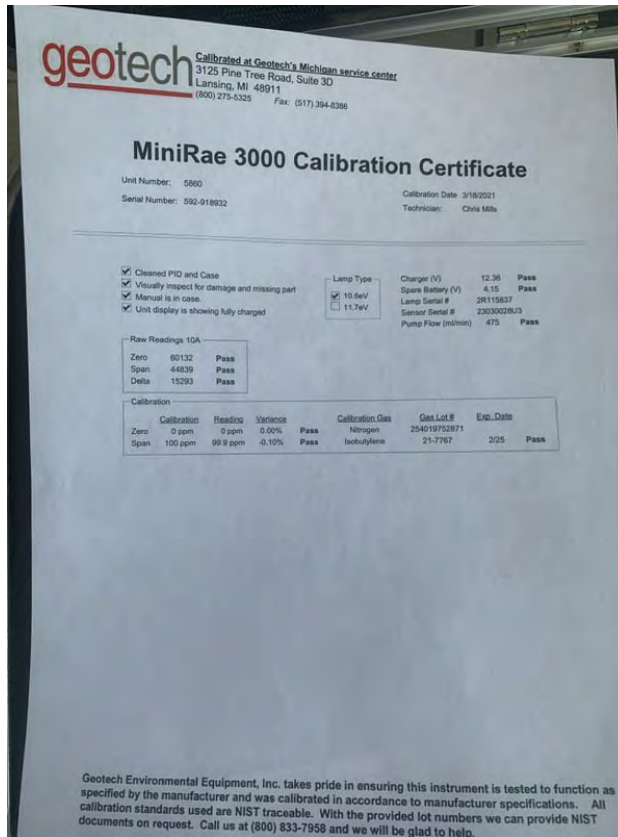 geotech
Calibrated at Geotech's Michigan service center
3125 Pine Tree Road, Suite 3D
Lansing, MI 48911
(800) 275-5325 Fax: (517) 394-8386
MiniRae 3000 Calibration Certificate
Unit Number: 5860
Serial Number: 592-918932
Calibration Date 3/18/2021
Technician: Chris Mills
Cleaned PID and Case
Visually inspect for damage and missing part
Manual is in case.
Unit display is showing fully charged
Lamp Type
10.6eV
11.7eV
Charger (V) 12.36 Pass
Spare Battery (V) 4.15 Pass
Lamp Serial # 2R115837
Sensor Serial # 23030028U3
Pump Flow (ml/min) 475 Pass
Raw Readings 10A
Zero 60132 Pass
Span 44839 Pass
Delta 15293 Pass
Calibration
Calibration Reading Variance Calibration Gas Gas Lot # Exp. Date
Zero 0 ppm 0 ppm 0.00% Pass Nitrogen 254019752871
Span 100 ppm 99.9 ppm -0.10% Pass Isobutylene 21-7767 2/25 Pass
Geotech Environmental Equipment, Inc. takes pride in ensuring this instrument is tested to function as
specified by the manufacturer and was calibrated in accordance to manufacturer specifications. All
calibration standards used are NIST traceable. With the provided lot numbers we can provide NIST
documents on request. Call us at (800) 833-7958 and we will be glad to help.